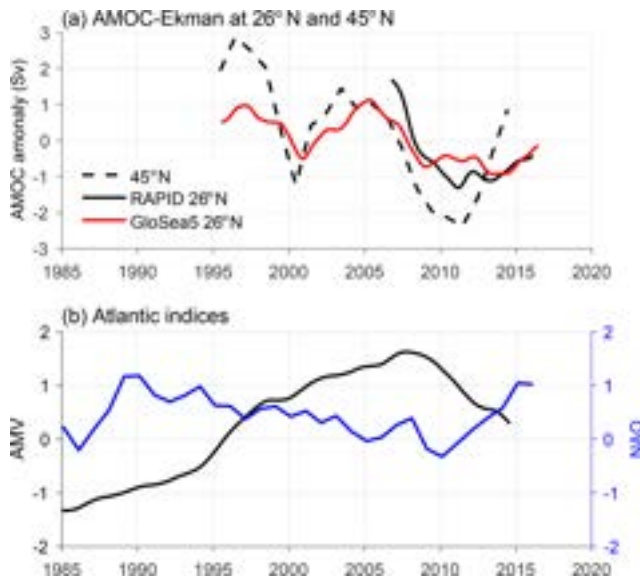 (a) AMOC-Ekman at 26°N and 45°N
3
2
1
0
-1
-2
-3
AMOC amonaly (Sv)
45°N
RAPID 26°N
GloSea5 26°N
1985 1990 1995 2000 2005 2010 2015 2020
(b) Atlantic indices
2 2
1 1
0 0
-1 -1
-2 -2
AMV
NAO
1985 1990 1995 2000 2005 2010 2015 2020